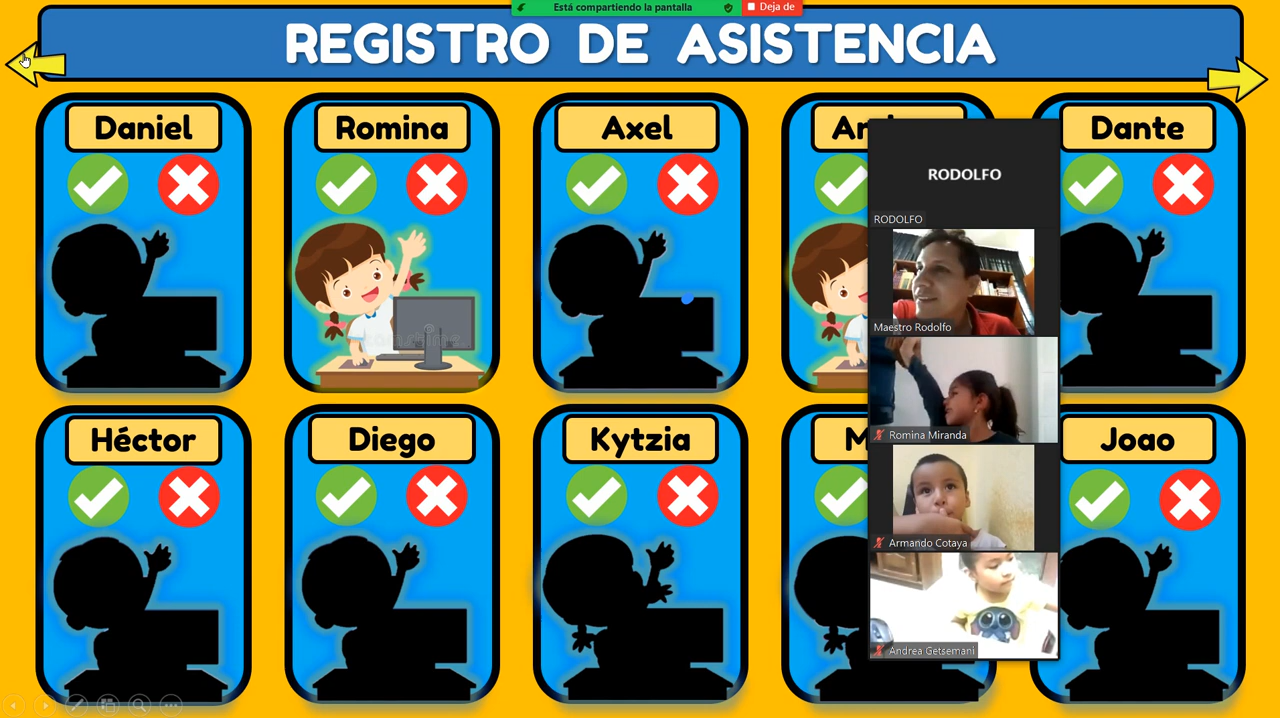 Está compartiendo la pantalla
Deja de
REGISTRO DE ASISTENCIA
Daniel
Romina
Axel
Dante
RODOLFO
RODOLFO
Maestro Rodolfo
Romina Miranda
Héctor
Diego
Kytzia
Joao
Armando Cotaya
Andrea Getsemaní